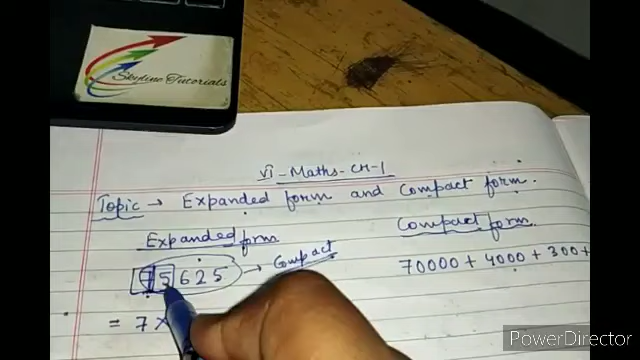 Skyline Tutorials
VI - Maths - CH-1
Topic → Expanded form and Compact form.
Expanded form
Compact form
75625 → Compact
70000 + 4000 + 300 +
= 7 ×
PowerDirector